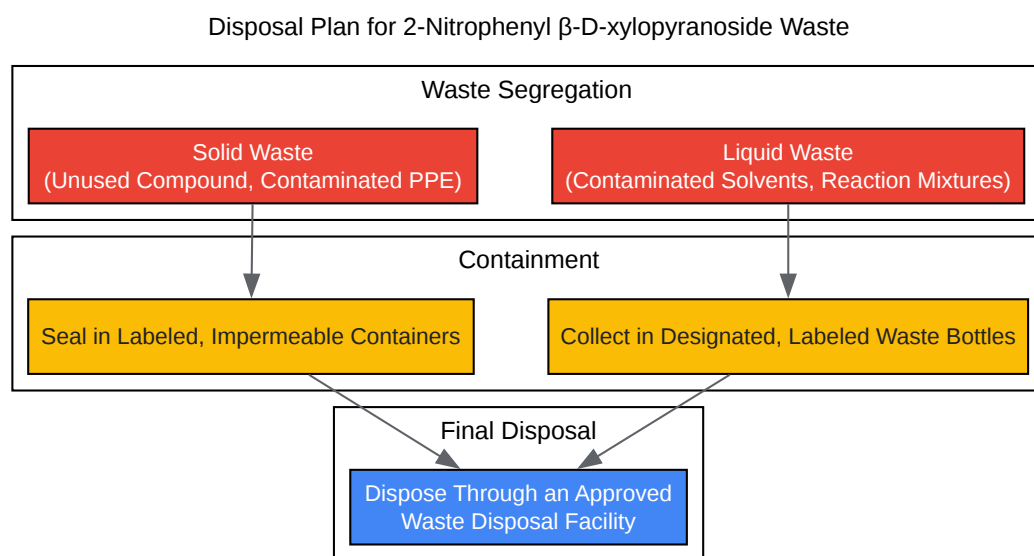 Disposal Plan for 2-Nitrophenyl β-D-xylopyranoside Waste
Waste Segregation
Solid Waste
(Unused Compound, Contaminated PPE)
Liquid Waste
(Contaminated Solvents, Reaction Mixtures)
Containment
Seal in Labeled, Impermeable Containers
Collect in Designated, Labeled Waste Bottles
Final Disposal
Dispose Through an Approved
Waste Disposal Facility